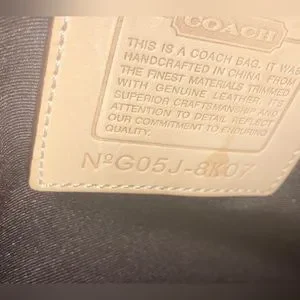 COACH
THIS IS A COACH BAG. IT WAS
HANDCRAFTED IN CHINA FROM
THE FINEST MATERIALS TRIMMED
WITH GENUINE LEATHER. ITS
SUPERIOR CRAFTSMANSHIP AND
ATTENTION TO DETAIL REFLECT
OUR COMMITMENT TO ENDURING
QUALITY.
NºG05J-8K07